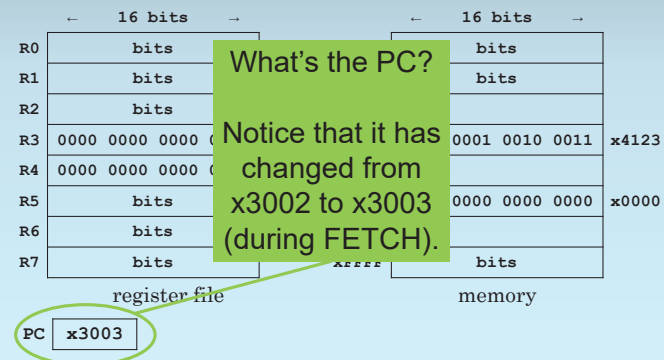 ← 16 bits → ← 16 bits →
R0 bits bits
R1 bits bits
R2 bits
R3 0000 0000 0000 0001 0010 0011 x4123
R4 0000 0000 0000
R5 bits 0000 0000 0000 x0000
R6 bits
R7 bits xFFFF bits
register file memory
PC x3003
What's the PC?
Notice that it has
changed from
x3002 to x3003
(during FETCH).